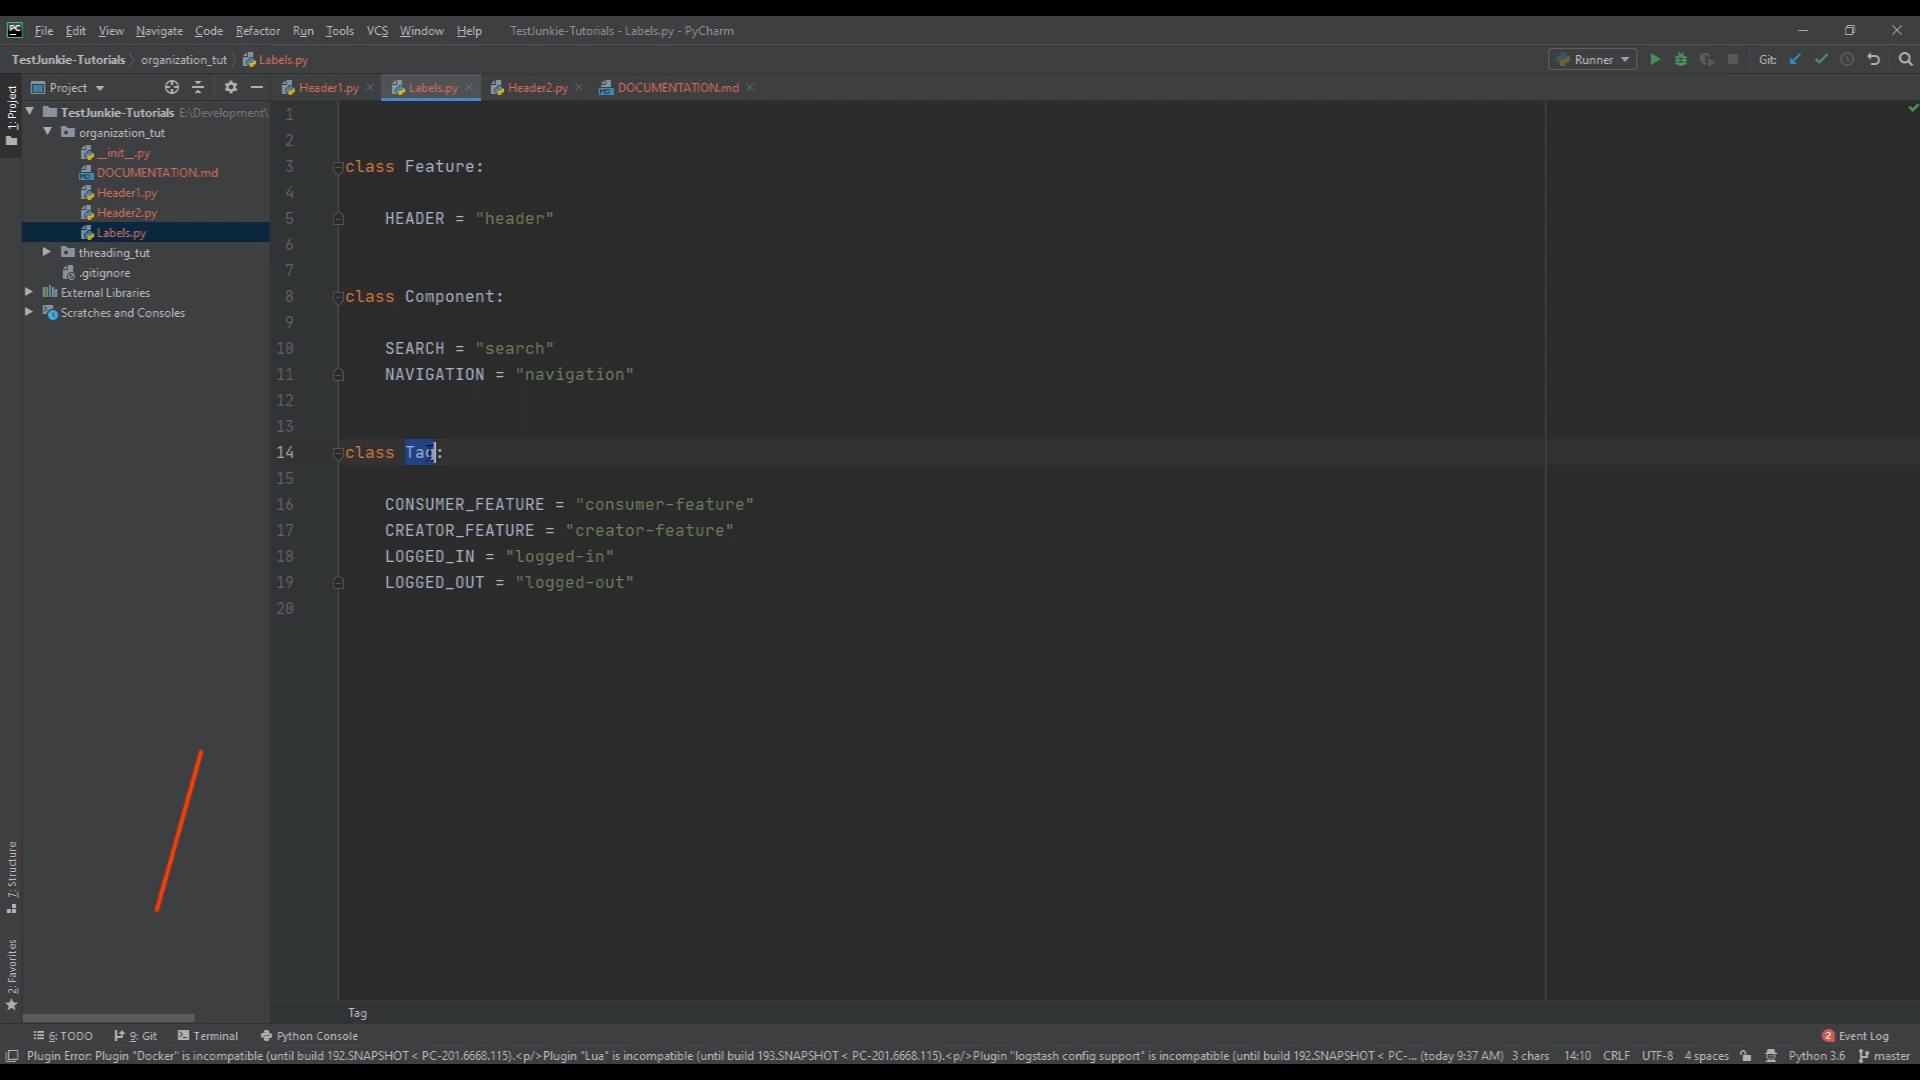 File Edit View Navigate Code Refactor Run Tools VCS Window Help TestJunkie-Tutorials - Labels.py - PyCharm
TestJunkie-Tutorials organization_tut Labels.py Runner Git:
1: Project
Project Header1.py Labels.py Header2.py DOCUMENTATION.md
TestJunkie-Tutorials E:\Development\
organization_tut
__init__.py
DOCUMENTATION.md
Header1.py
Header2.py
Labels.py
threading_tut
.gitignore
External Libraries
Scratches and Consoles
1
2
3 class Feature:
4
5 HEADER = "header"
6
7
8 class Component:
9
10 SEARCH = "search"
11 NAVIGATION = "navigation"
12
13
14 class Tag:
15
16 CONSUMER_FEATURE = "consumer-feature"
17 CREATOR_FEATURE = "creator-feature"
18 LOGGED_IN = "logged-in"
19 LOGGED_OUT = "logged-out"
20
7: Structure
2: Favorites
Tag
6: TODO 9: Git Terminal Python Console 2 Event Log
Plugin Error: Plugin "Docker" is incompatible (until build 192.SNAPSHOT < PC-201.6668.115).<p/>Plugin "Lua" is incompatible (until build 193.SNAPSHOT < PC-201.6668.115).<p/>Plugin "logstash config support" is incompatible (until build 192.SNAPSHOT < PC-... (today 9:37 AM) 3 chars 14:10 CRLF UTF-8 4 spaces Python 3.6 master